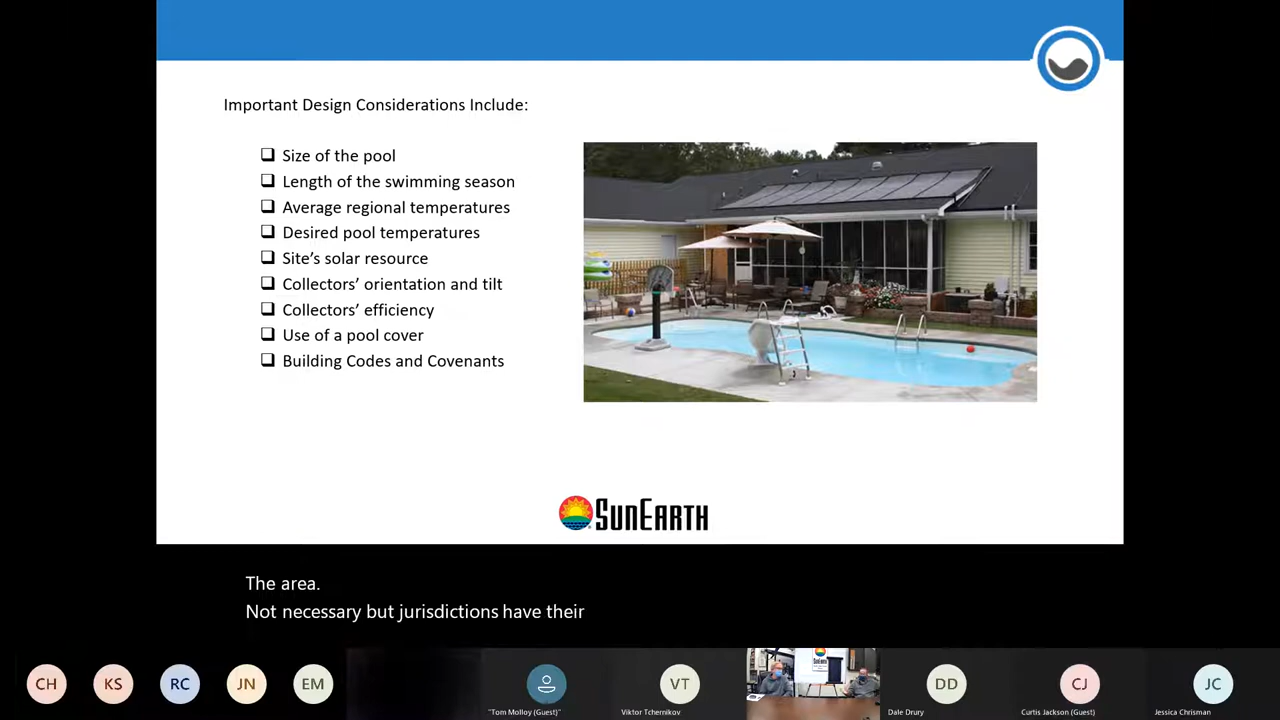 Important Design Considerations Include:
Size of the pool
Length of the swimming season
Average regional temperatures
Desired pool temperatures
Site's solar resource
Collectors' orientation and tilt
Collectors' efficiency
Use of a pool cover
Building Codes and Covenants
SUNEARTH
The area.
Not necessary but jurisdictions have their
CH
KS
RC
JN
EM
VT
DD
CJ
JC
"Tom Molloy (Guest)"
Viktor Tchernikov
Dale Drury
Curtis Jackson (Guest)
Jessica Chrisman